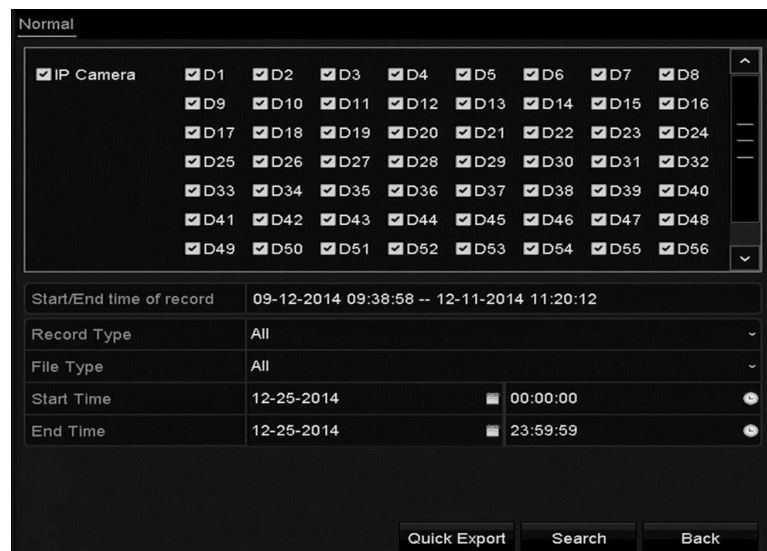 Normal
IP Camera D1 D2 D3 D4 D5 D6 D7 D8
D9 D10 D11 D12 D13 D14 D15 D16
D17 D18 D19 D20 D21 D22 D23 D24
D25 D26 D27 D28 D29 D30 D31 D32
D33 D34 D35 D36 D37 D38 D39 D40
D41 D42 D43 D44 D45 D46 D47 D48
D49 D50 D51 D52 D53 D54 D55 D56
Start/End time of record 09-12-2014 09:38:58 -- 12-11-2014 11:20:12
Record Type All
File Type All
Start Time 12-25-2014 00:00:00
End Time 12-25-2014 23:59:59
Quick Export Search Back